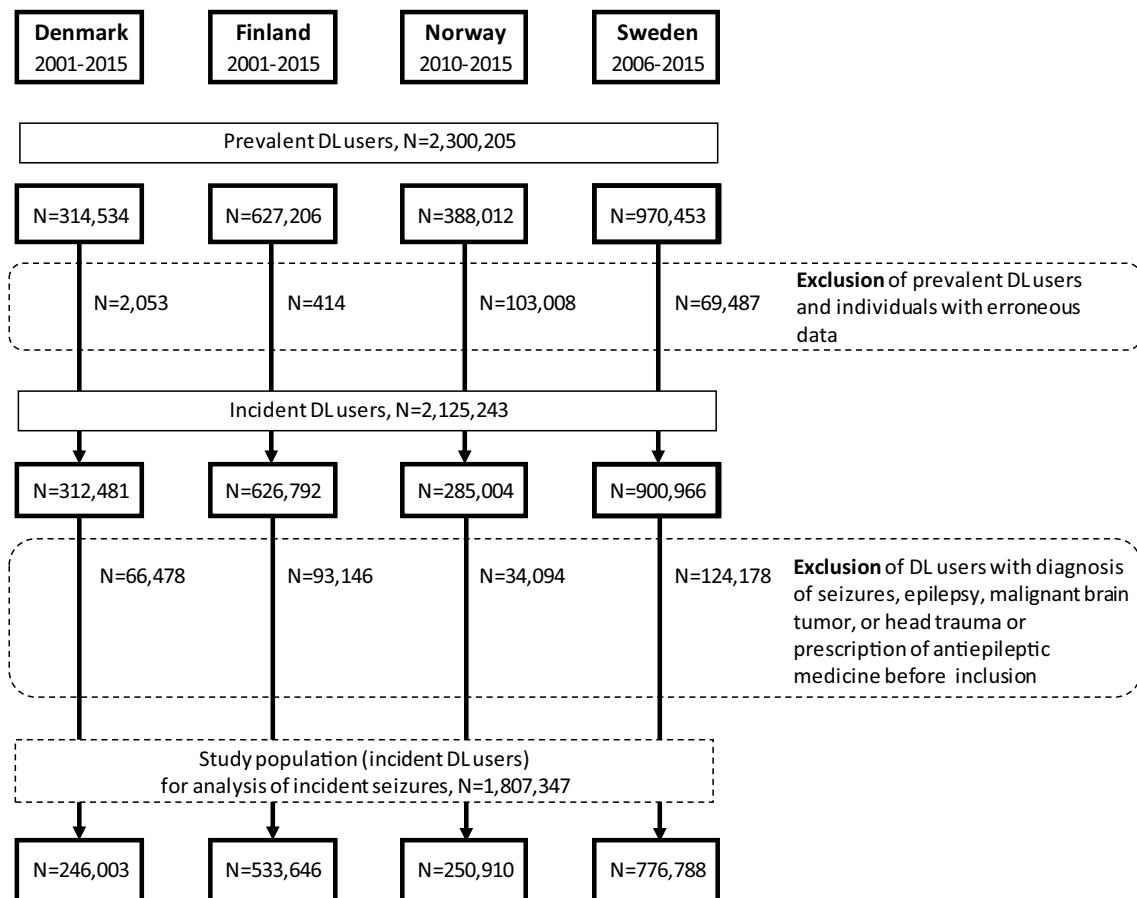 Denmark
2001-2015
Finland
2001-2015
Norway
2010-2015
Sweden
2006-2015
Prevalent DL users, N=2,300,205
N=314,534
N=627,206
N=388,012
N=970,453
N=2,053
N=414
N=103,008
N=69,487
Exclusion of prevalent DL users
and individuals with erroneous
data
Incident DL users, N=2,125,243
N=312,481
N=626,792
N=285,004
N=900,966
N=66,478
N=93,146
N=34,094
N=124,178
Exclusion of DL users with diagnosis
of seizures, epilepsy, malignant brain
tumor, or head trauma or
prescription of antiepileptic
medicine before inclusion
Study population (incident DL users)
for analysis of incident seizures, N=1,807,347
N=246,003
N=533,646
N=250,910
N=776,788